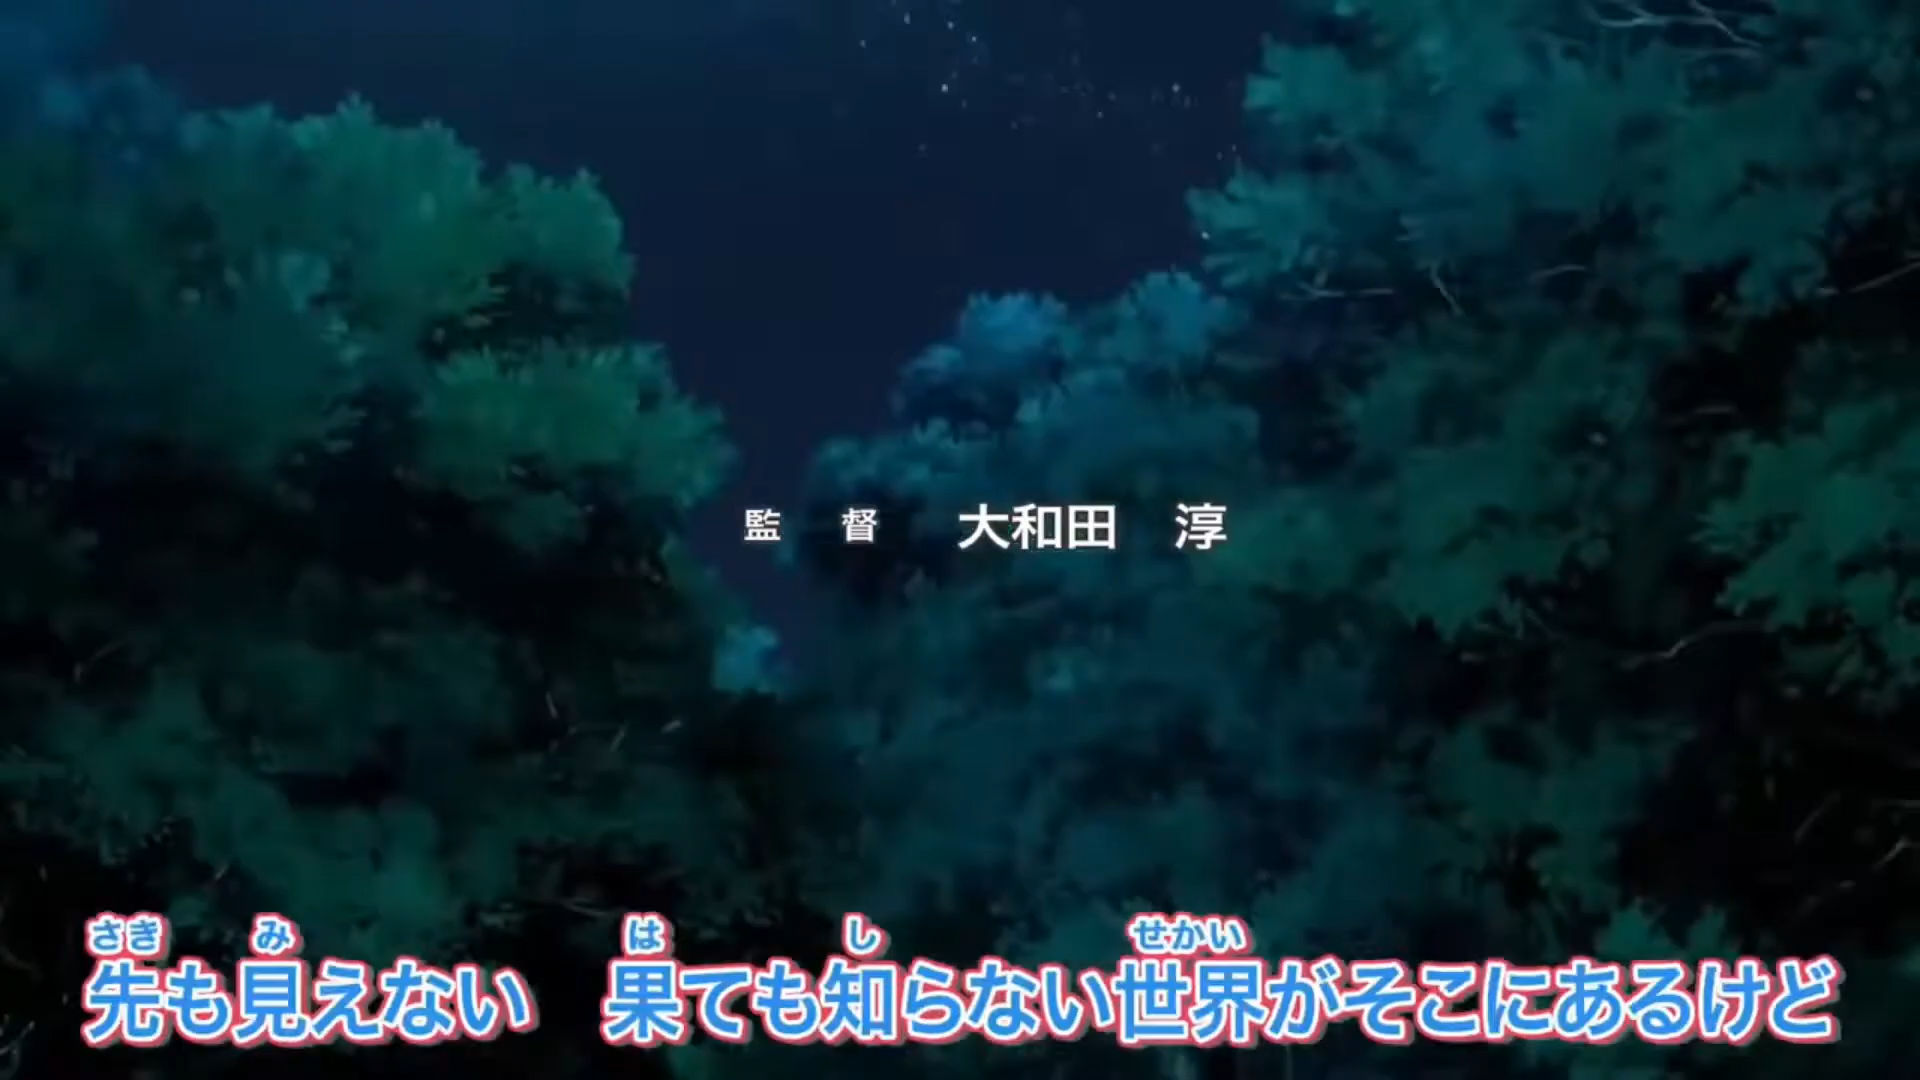 監　督　大和田　淳
さき　み　は　し　せかい
先も見えない　果ても知らない世界がそこにあるけど